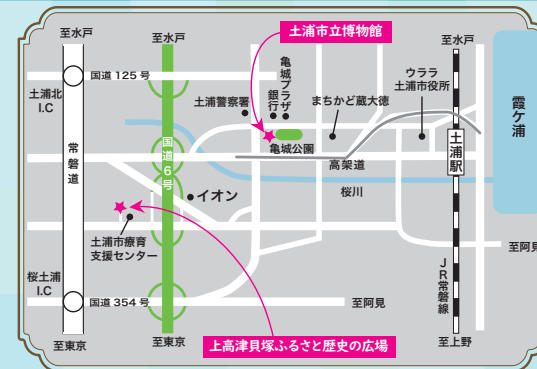 至水戸
至水戸
土浦市立博物館
至水戸
国道125号
土浦北
I.C
土浦警察署
銀行
亀城プラザ
まちかど蔵大徳
ウララ
土浦市役所
霞ケ浦
常磐道
国道6号
亀城公園
高架道
土浦駅
桜川
イオン
土浦市療育
支援センター
至阿見
桜土浦
I.C
国道354号
至阿見
JR常磐線
至東京
至東京
上高津貝塚ふるさと歴史の広場
至上野